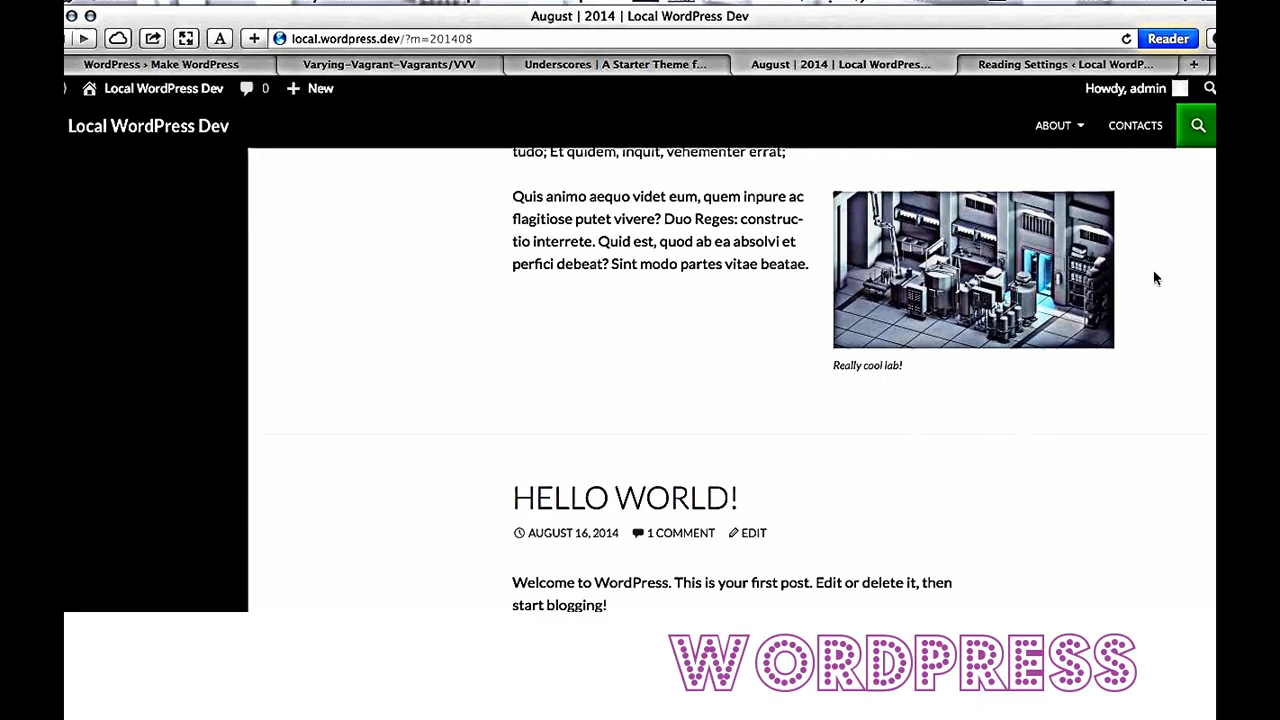 August | 2014 | Local WordPress Dev
A + local.wordpress.dev/?m=201408 Reader
WordPress › Make WordPress Varying-Vagrant-Vagrants/VVV Underscores | A Starter Theme f... August | 2014 | Local WordPres... Reading Settings ‹ Local WordP... +
Local WordPress Dev 0 + New Howdy, admin
Local WordPress Dev ABOUT CONTACTS
tudo; Et quidem, inquit, vehementer errat;
Quis animo aequo videt eum, quem inpure ac
flagitiose putet vivere? Duo Reges: construc-
tio interrete. Quid est, quod ab ea absolvi et
perfici debeat? Sint modo partes vitae beatae.
Really cool lab!
HELLO WORLD!
AUGUST 16, 2014 1 COMMENT EDIT
Welcome to WordPress. This is your first post. Edit or delete it, then
start blogging!
WORDPRESS